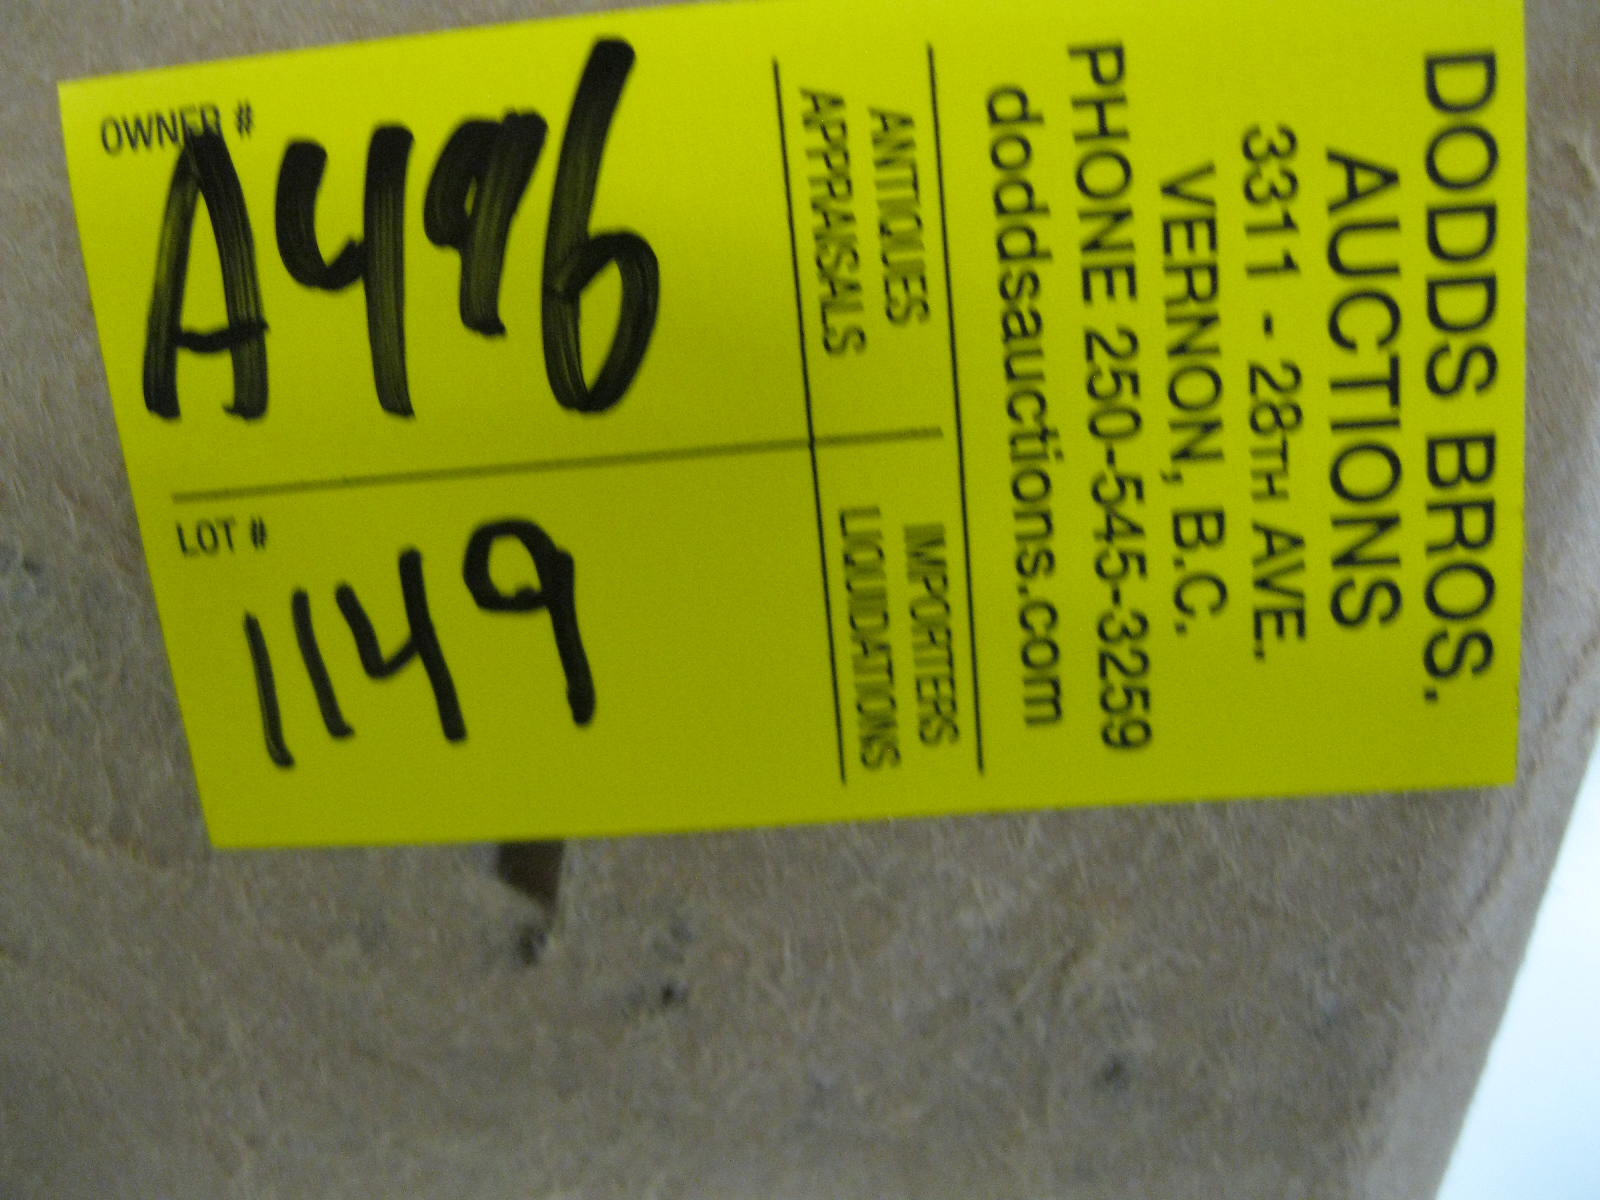 DODDS BROS.
AUCTIONS
3311 - 28TH AVE.
VERNON, B.C.
PHONE 250-545-3259
doddsauctions.com
ANTIQUES
APPRAISALS
IMPORTERS
LIQUIDATIONS
OWNER #
A496
LOT #
1149